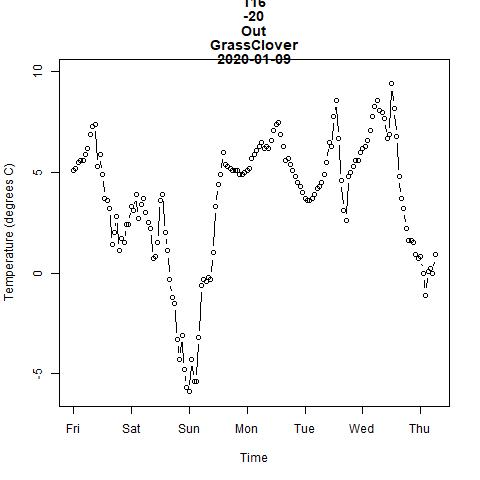 T16
-20
Out
GrassClover
2020-01-09
10
5
0
-5
Temperature (degrees C)
Fri Sat Sun Mon Tue Wed Thu
Time